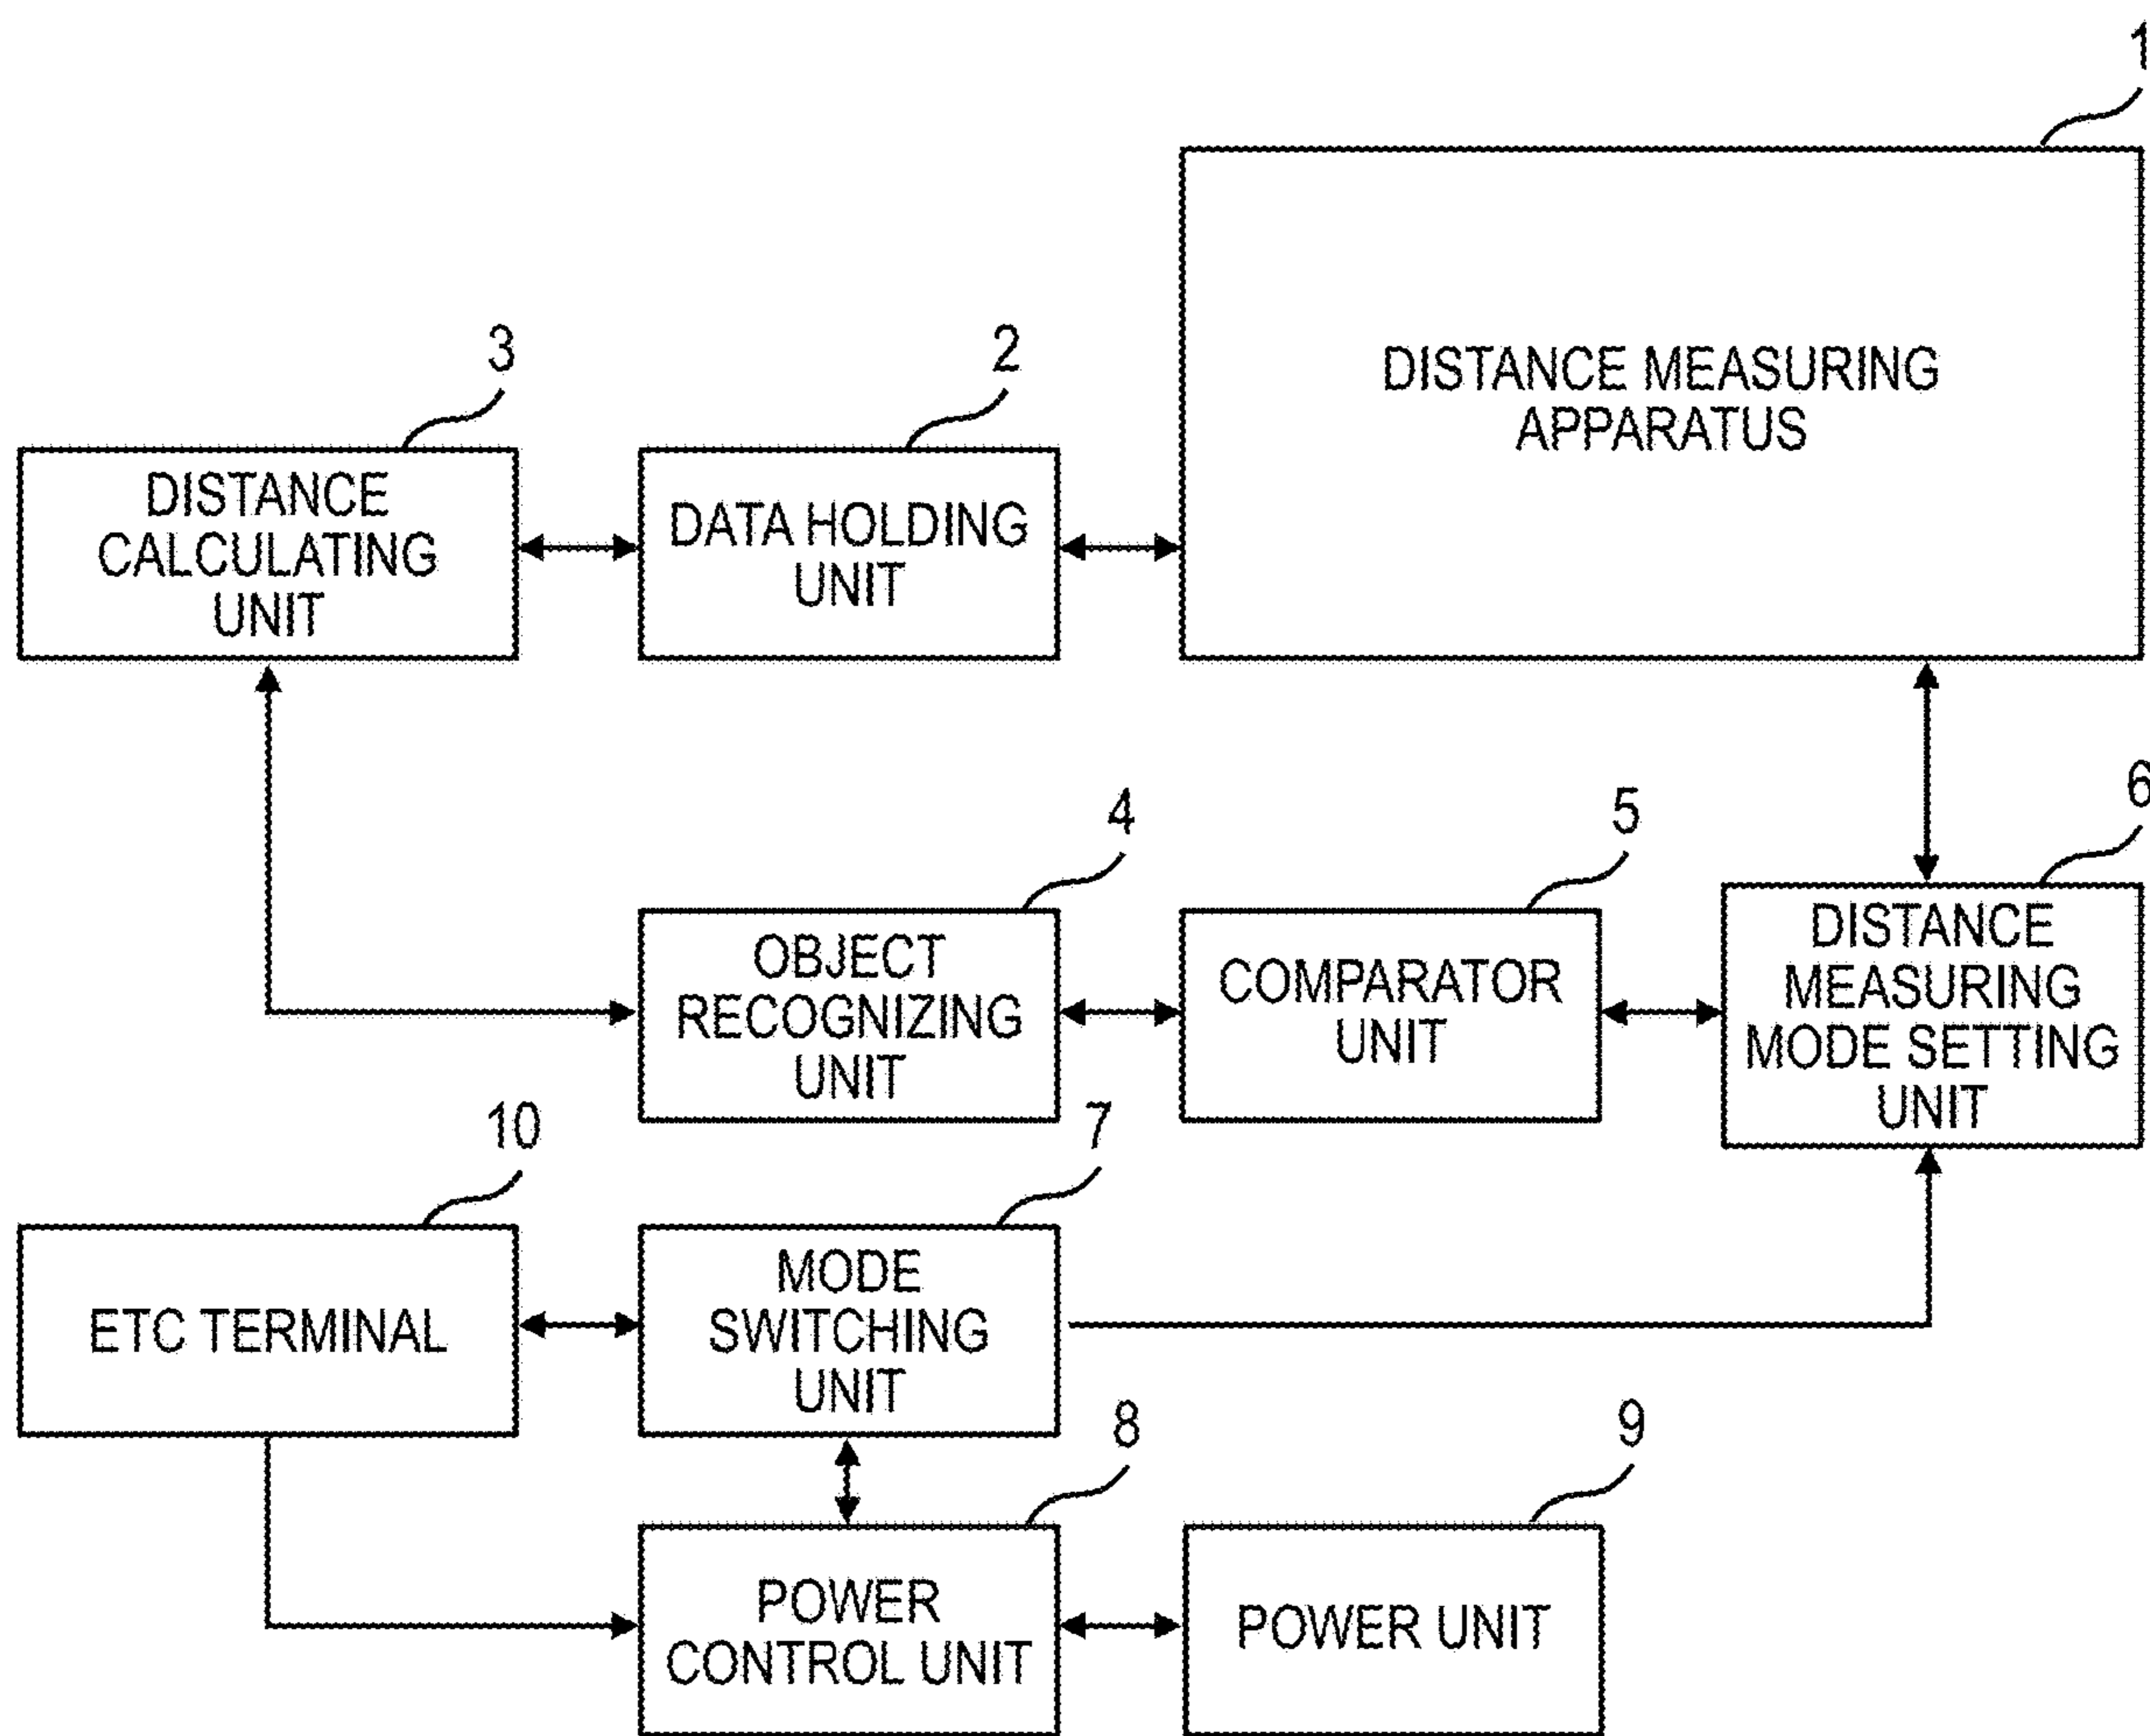 1
DISTANCE MEASURING
APPARATUS
3
DISTANCE
CALCULATING
UNIT
2
DATA HOLDING
UNIT
4
OBJECT
RECOGNIZING
UNIT
5
COMPARATOR
UNIT
6
DISTANCE
MEASURING
MODE SETTING
UNIT
10
ETC TERMINAL
7
MODE
SWITCHING
UNIT
8
POWER
CONTROL UNIT
9
POWER UNIT